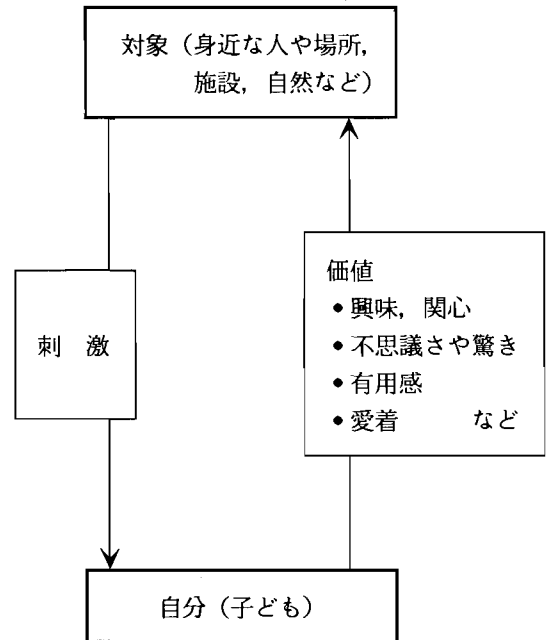 対象（身近な人や場所，
施設，自然など）
刺　激
価値
●興味，関心
●不思議さや驚き
●有用感
●愛着　　　など
自分（子ども）